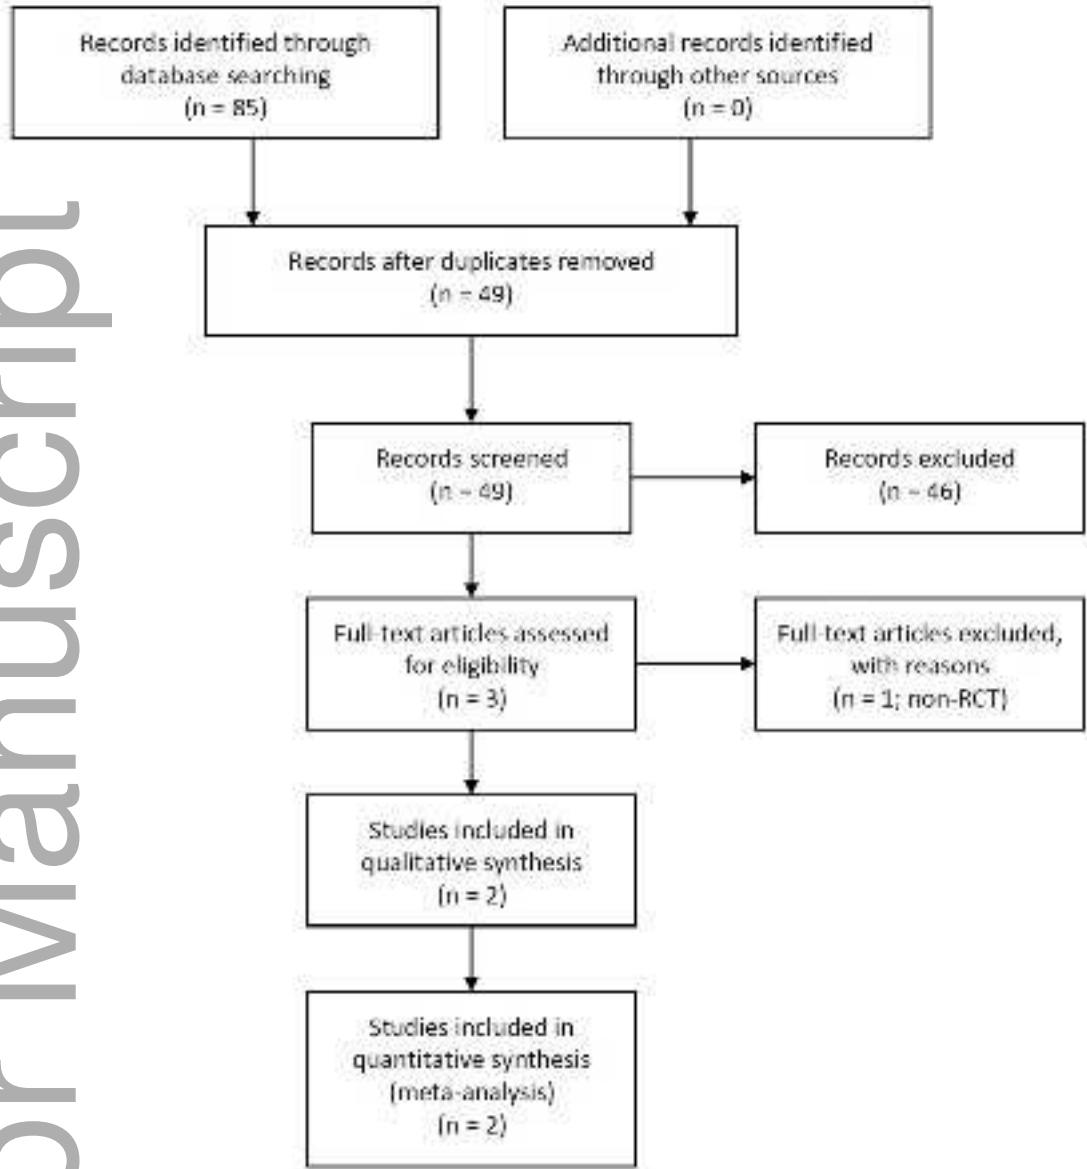 Records identified through
database searching
(n = 85)
Additional records identified
through other sources
(n = 0)
Records after duplicates removed
(n = 49)
Records screened
(n = 49)
Records excluded
(n = 46)
Full-text articles assessed
for eligibility
(n = 3)
Full-text articles excluded,
with reasons
(n = 1; non-RCT)
Studies included in
qualitative synthesis
(n = 2)
Studies included in
quantitative synthesis
(meta-analysis)
(n = 2)
or Manuscript